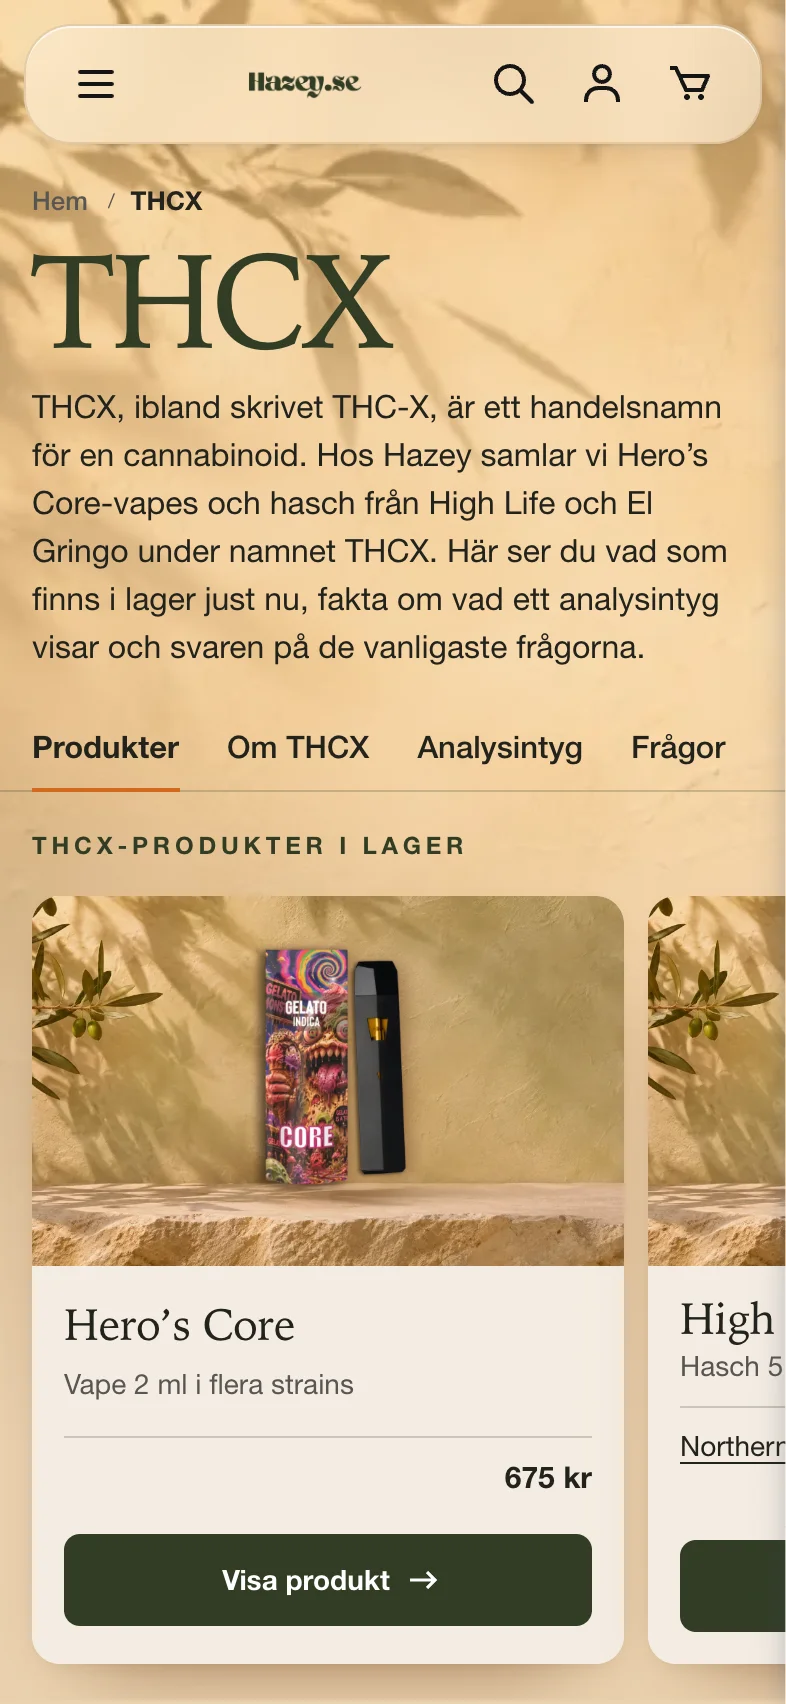 Hazey.se
Hem / THCX
THCX
THCX, ibland skrivet THC-X, är ett handelsnamn
för en cannabinoid. Hos Hazey samlar vi Hero’s
Core-vapes och hasch från High Life och El
Gringo under namnet THCX. Här ser du vad som
finns i lager just nu, fakta om vad ett analysintyg
visar och svaren på de vanligaste frågorna.
Produkter Om THCX Analysintyg Frågor
THCX-PRODUKTER I LAGER
GELATO
INDICA
CORE
Hero’s Core
Vape 2 ml i flera strains
675 kr
Visa produkt →
High
Hasch 5
Northern